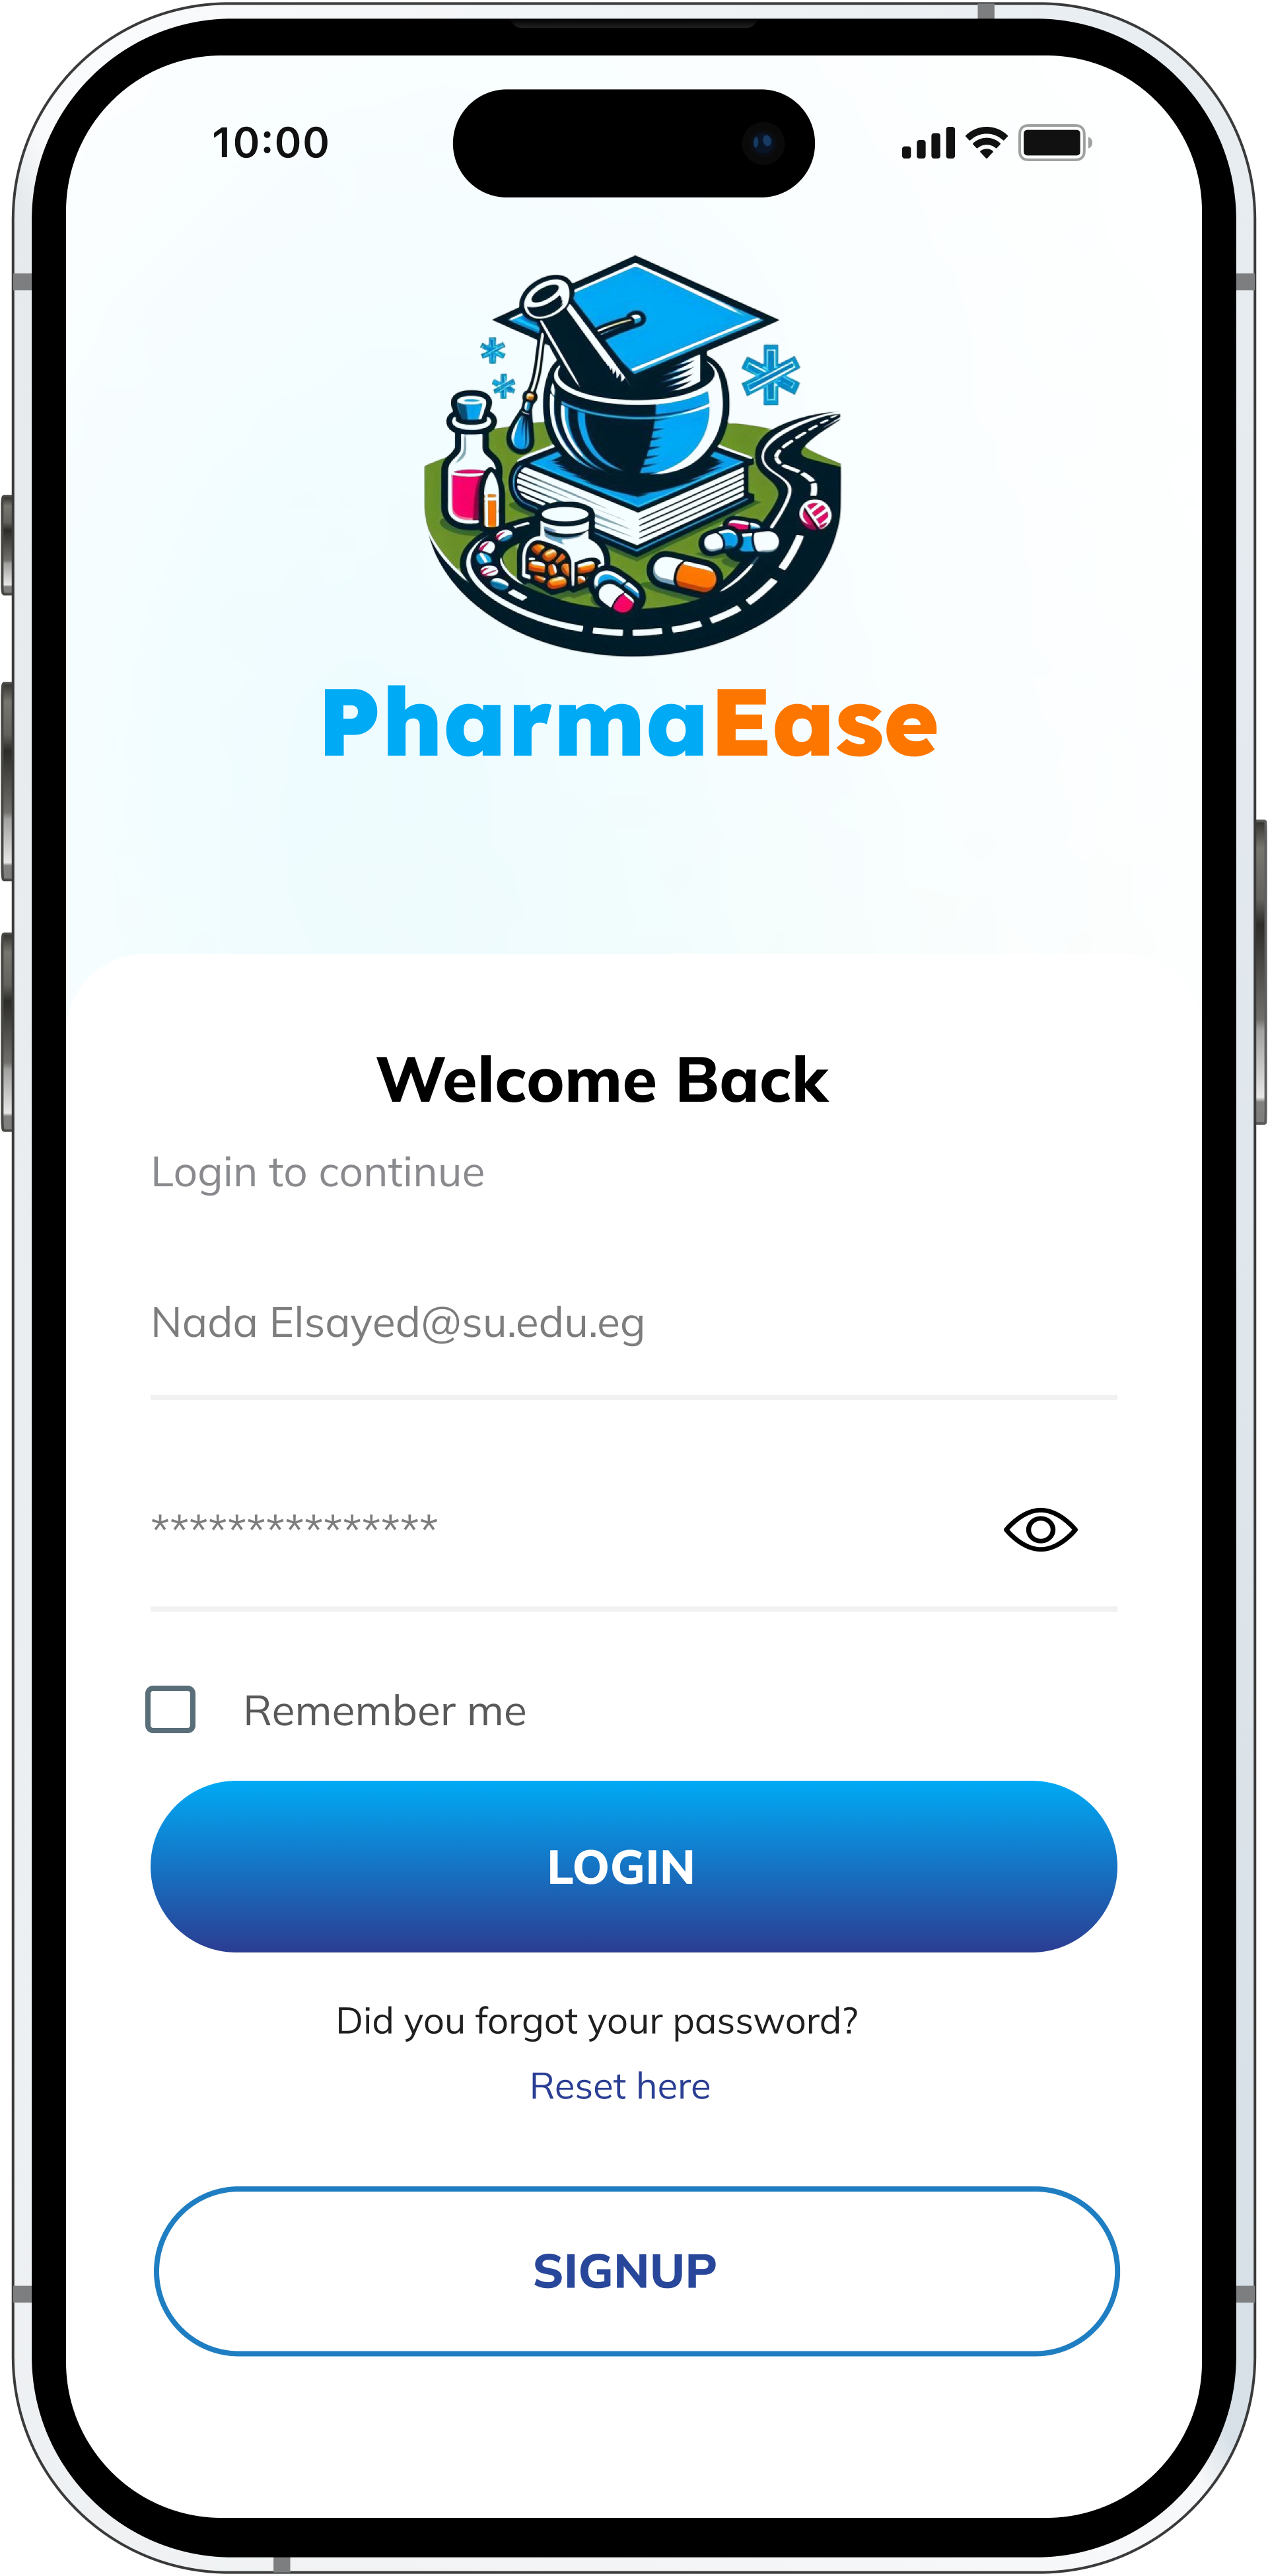 10:00
PharmaEase
Welcome Back
Login to continue
Nada Elsayed@su.edu.eg
***************
Remember me
LOGIN
Did you forgot your password?
Reset here
SIGNUP